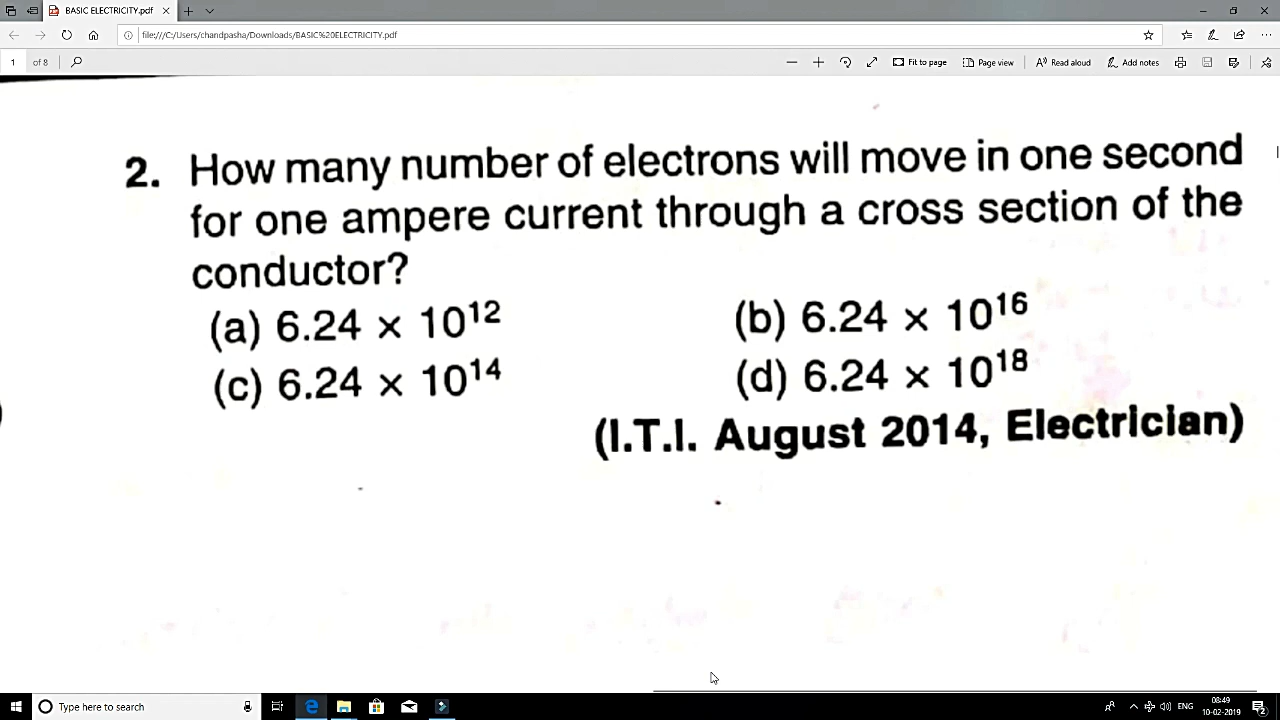 BASIC ELECTRICITY.pdf
file:///C:/Users/chandpasha/Downloads/BASIC%20ELECTRICITY.pdf
1 of 8 Fit to page Page view Read aloud Add notes
2. How many number of electrons will move in one second
for one ampere current through a cross section of the
conductor?
(a) 6.24 × 10¹² (b) 6.24 × 10¹⁶
(c) 6.24 × 10¹⁴ (d) 6.24 × 10¹⁸
(I.T.I. August 2014, Electrician)
Type here to search ENG 08:49
10-02-2019